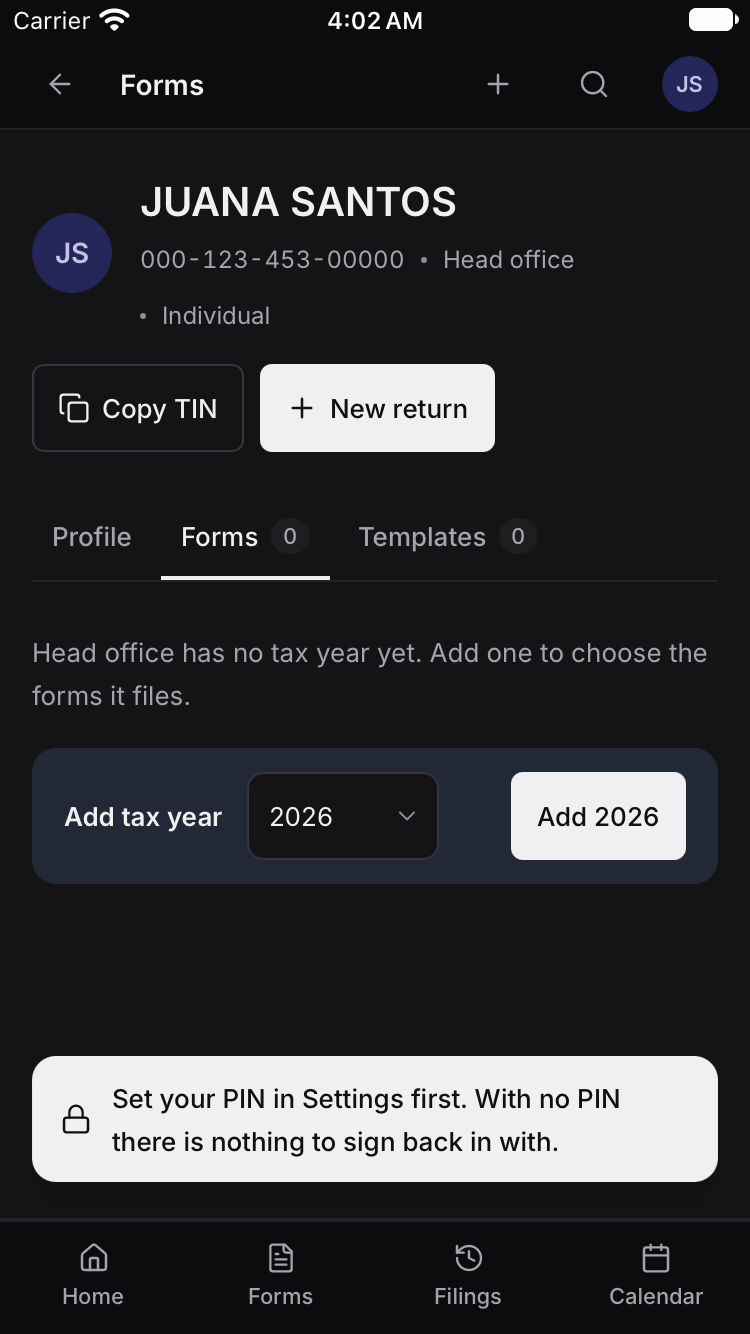 Carrier 4:02 AM
Forms JS
JS
JUANA SANTOS
000-123-453-00000 • Head office
• Individual
Copy TIN New return
Profile Forms 0 Templates 0
Head office has no tax year yet. Add one to choose the
forms it files.
Add tax year 2026 Add 2026
Set your PIN in Settings first. With no PIN
there is nothing to sign back in with.
Home Forms Filings Calendar